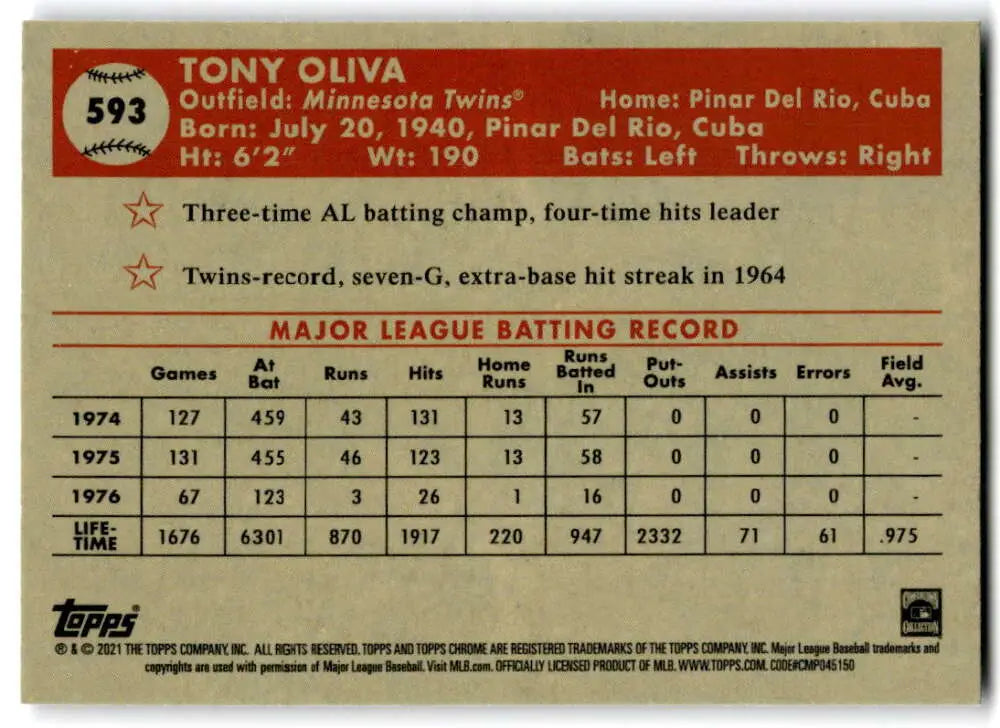 593
TONY OLIVA
Outfield: Minnesota Twins® Home: Pinar Del Rio, Cuba
Born: July 20, 1940, Pinar Del Rio, Cuba
Ht: 6'2" Wt: 190 Bats: Left Throws: Right
Three-time AL batting champ, four-time hits leader
Twins-record, seven-G, extra-base hit streak in 1964
MAJOR LEAGUE BATTING RECORD
Games At Bat Runs Hits Home Runs Runs Batted In Put-Outs Assists Errors Field Avg.
1974 127 459 43 131 13 57 0 0 0 -
1975 131 455 46 123 13 58 0 0 0 -
1976 67 123 3 26 1 16 0 0 0 -
LIFE-TIME 1676 6301 870 1917 220 947 2332 71 61 .975
Topps®
® & © 2021 THE TOPPS COMPANY, INC. ALL RIGHTS RESERVED. TOPPS AND TOPPS CHROME ARE REGISTERED TRADEMARKS OF THE TOPPS COMPANY, INC. Major League Baseball trademarks and
copyrights are used with permission of Major League Baseball. Visit MLB.com. OFFICIALLY LICENSED PRODUCT OF MLB. WWW.TOPPS.COM. CODE#CMP045150
COOPERSTOWN COLLECTION